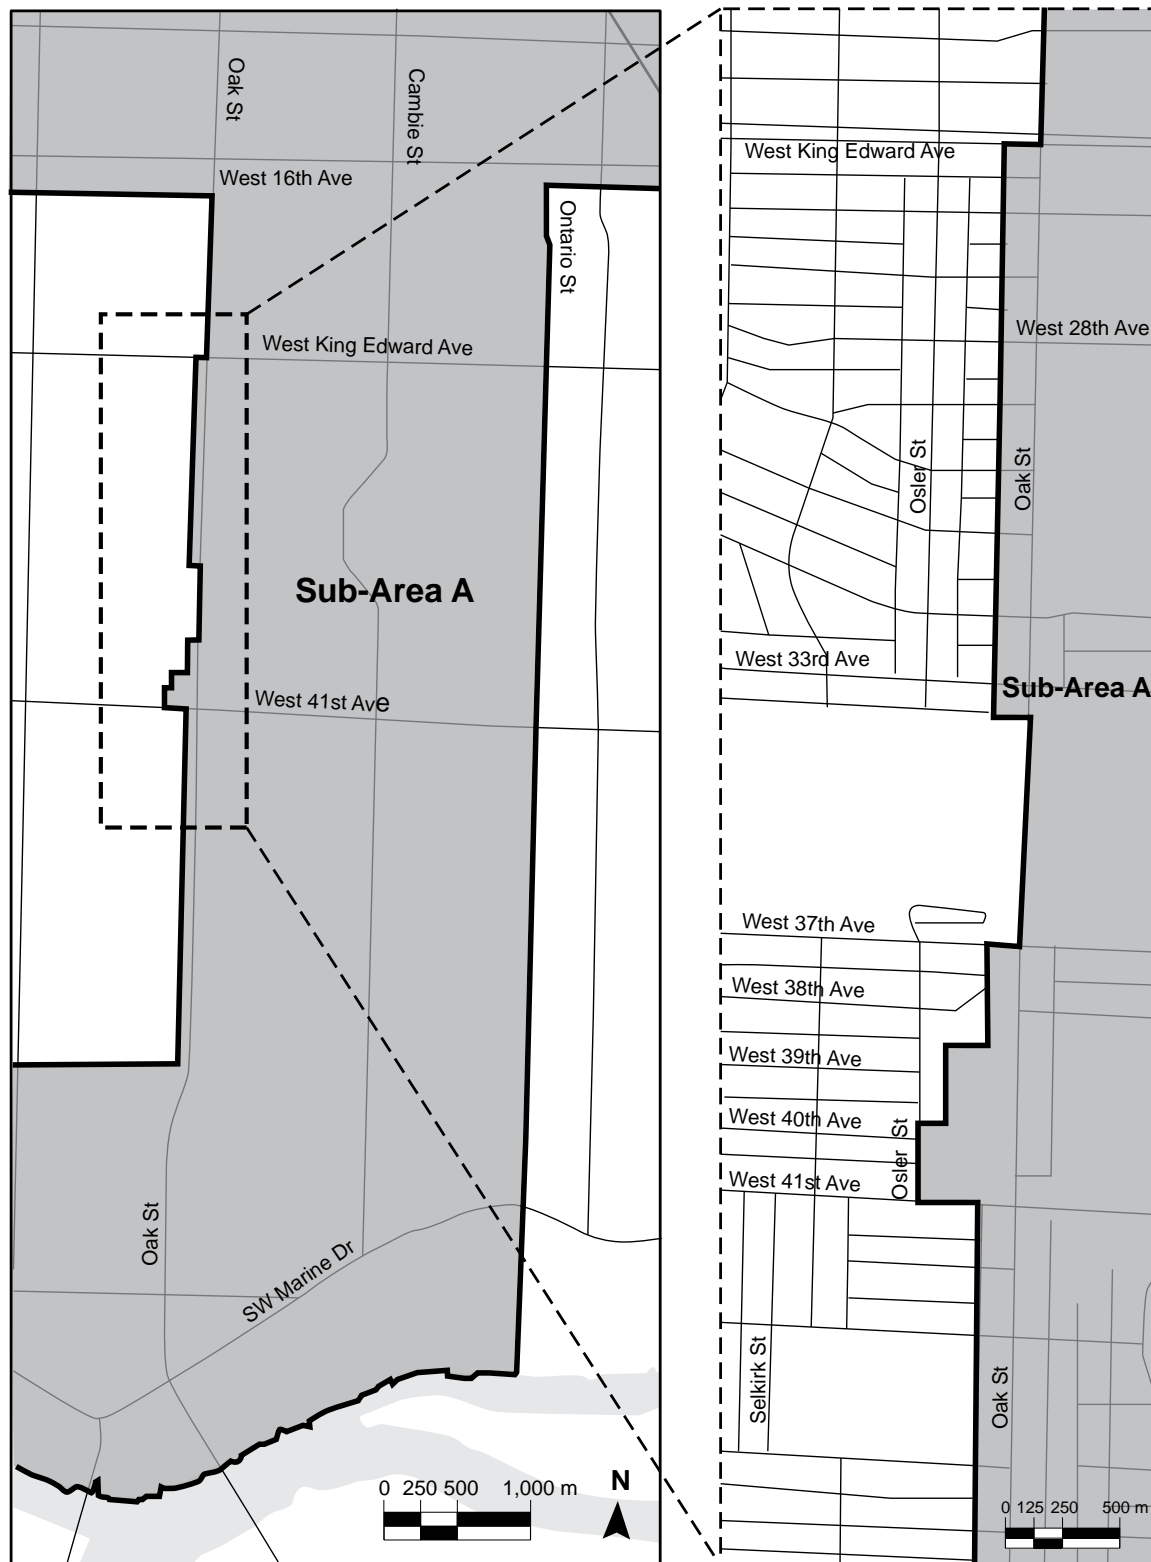 Oak St
Cambie St
West 16th Ave
Ontario St
West King Edward Ave
Sub-Area A
West 41st Ave
Oak St
SW Marine Dr
0 250 500 1,000 m
N
West King Edward Ave
West 28th Ave
Osler St
Oak St
West 33rd Ave
Sub-Area A
West 37th Ave
West 38th Ave
West 39th Ave
West 40th Ave
Osler St
West 41st Ave
Selkirk St
Oak St
0 125 250 500 m